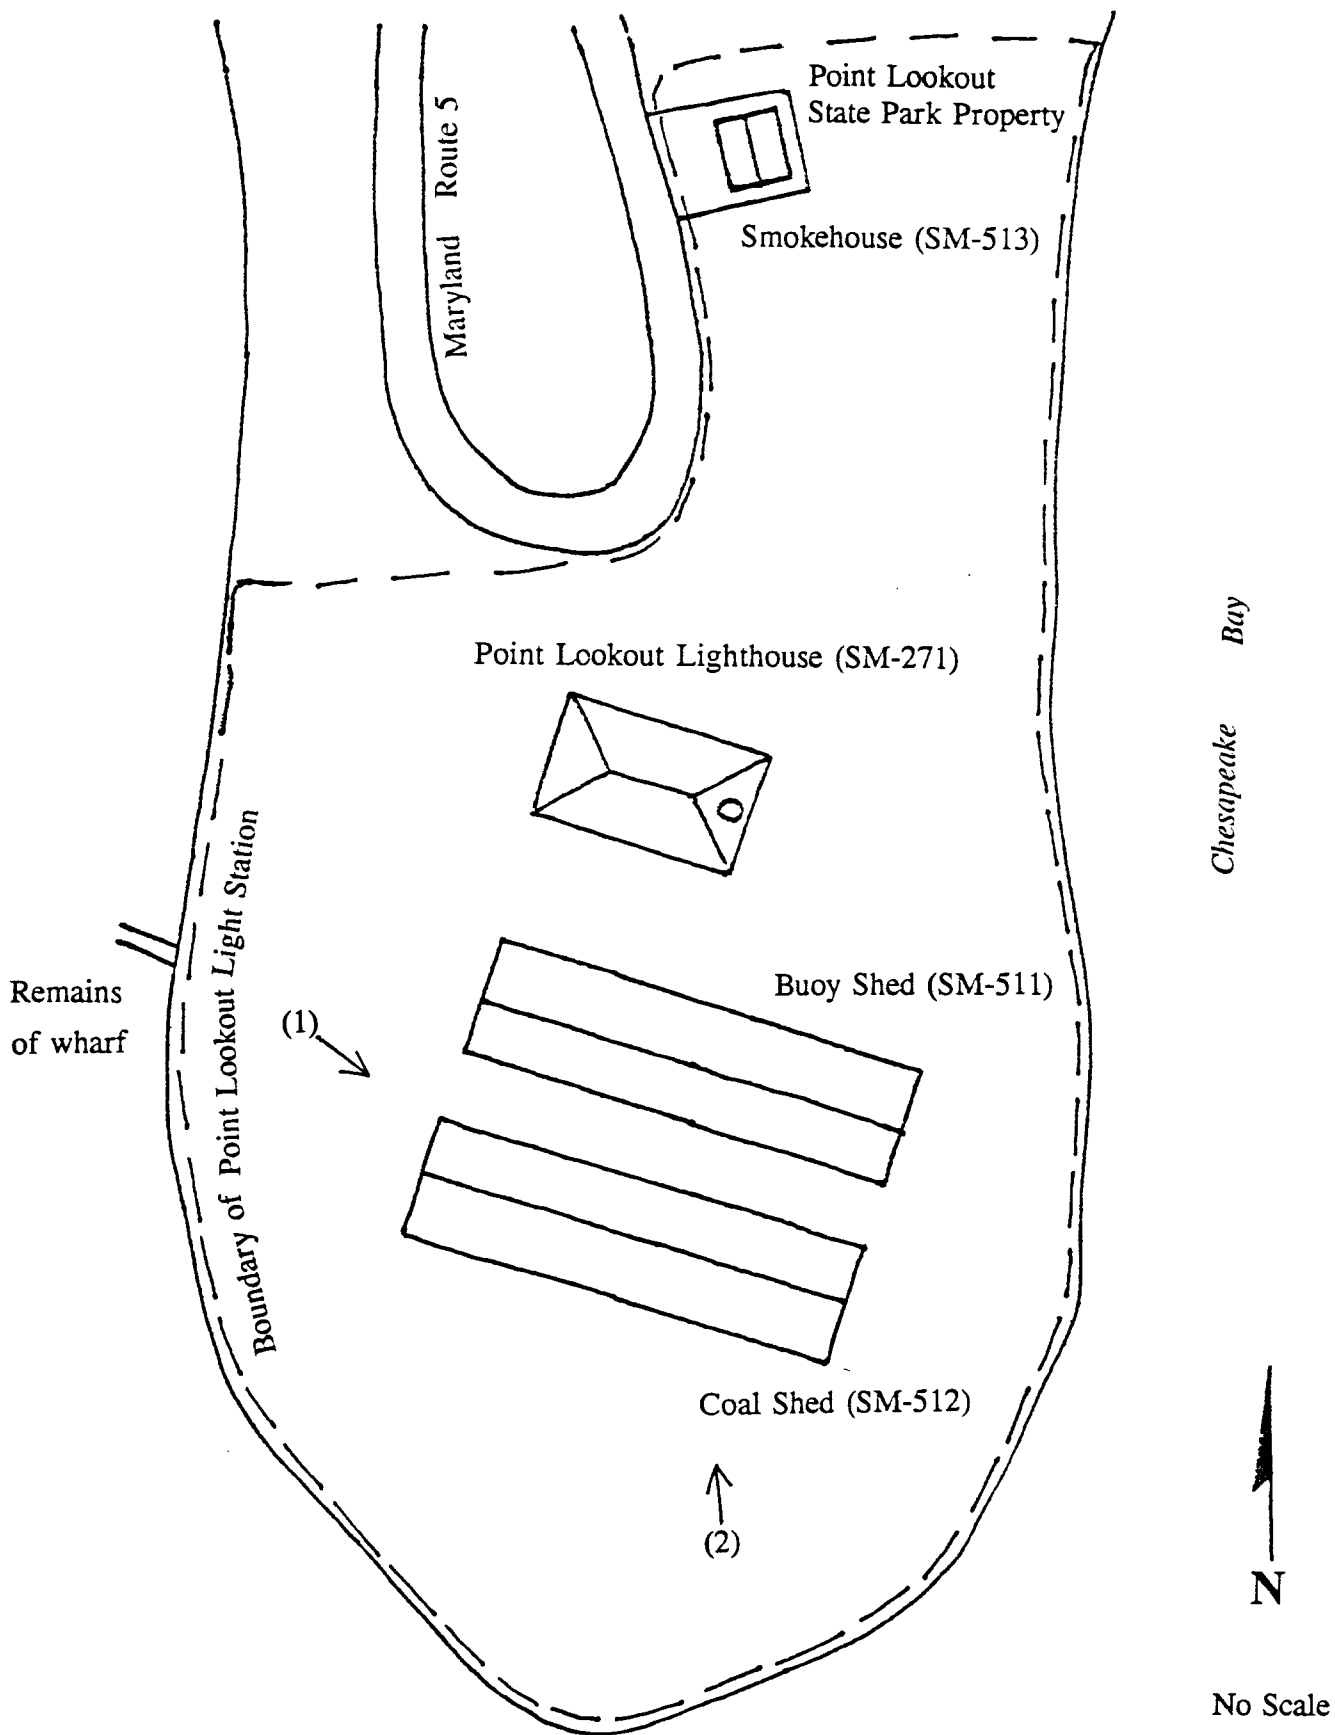 Point Lookout
State Park Property
Maryland Route 5
Smokehouse (SM-513)
Chesapeake Bay
Point Lookout Lighthouse (SM-271)
Boundary of Point Lookout Light Station
Buoy Shed (SM-511)
Remains
of wharf
(1)
Coal Shed (SM-512)
(2)
N
No Scale